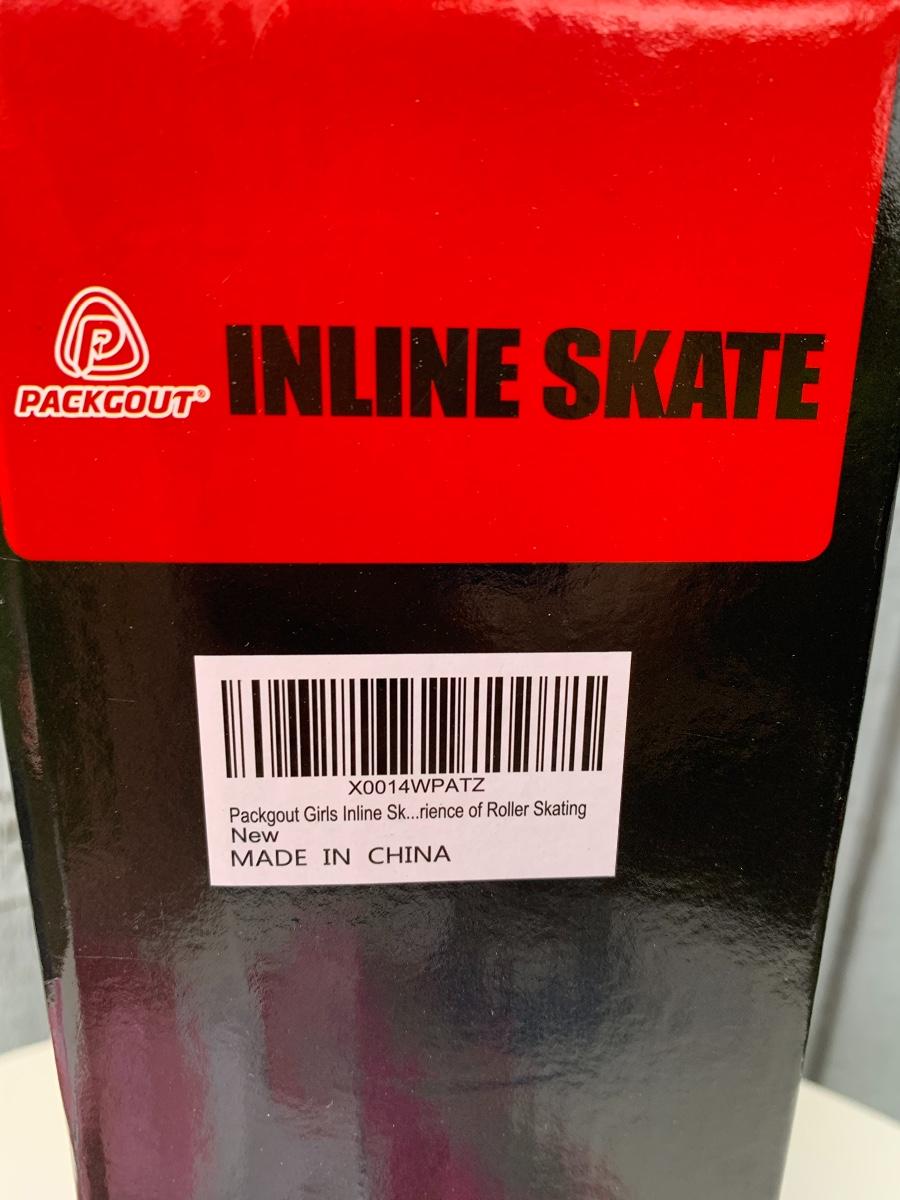 PACKGOUT®
INLINE SKATE
X0014WPATZ
Packgout Girls Inline Sk...rience of Roller Skating
New
MADE IN CHINA